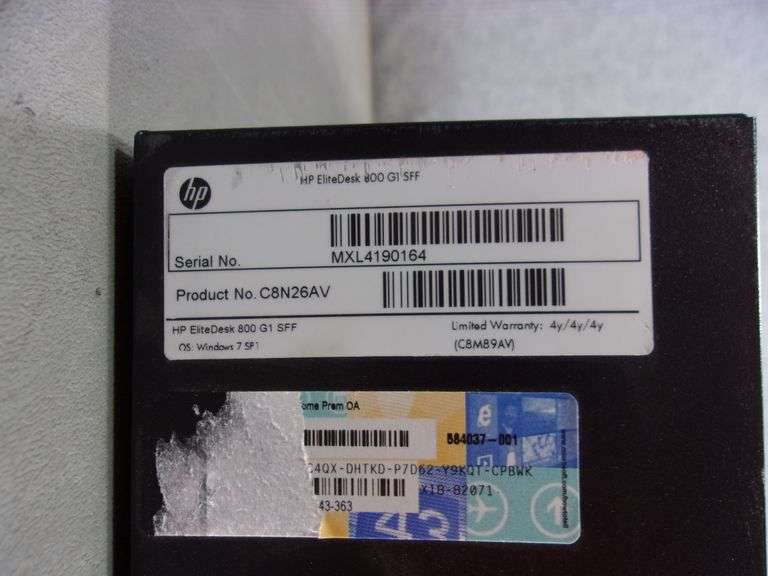 hp
HP EliteDesk 800 G1 SFF
Serial No.
MXL4190164
Product No. C8N26AV
HP EliteDesk 800 G1 SFF
Limited Warranty: 4y/4y/4y
OS: Windows 7 SP1
(C8M89AV)
ome Prem OA
584037-001
C4QX-DHTKD-P7D62-Y9KQT-CPBWK
X18-82071
43-363